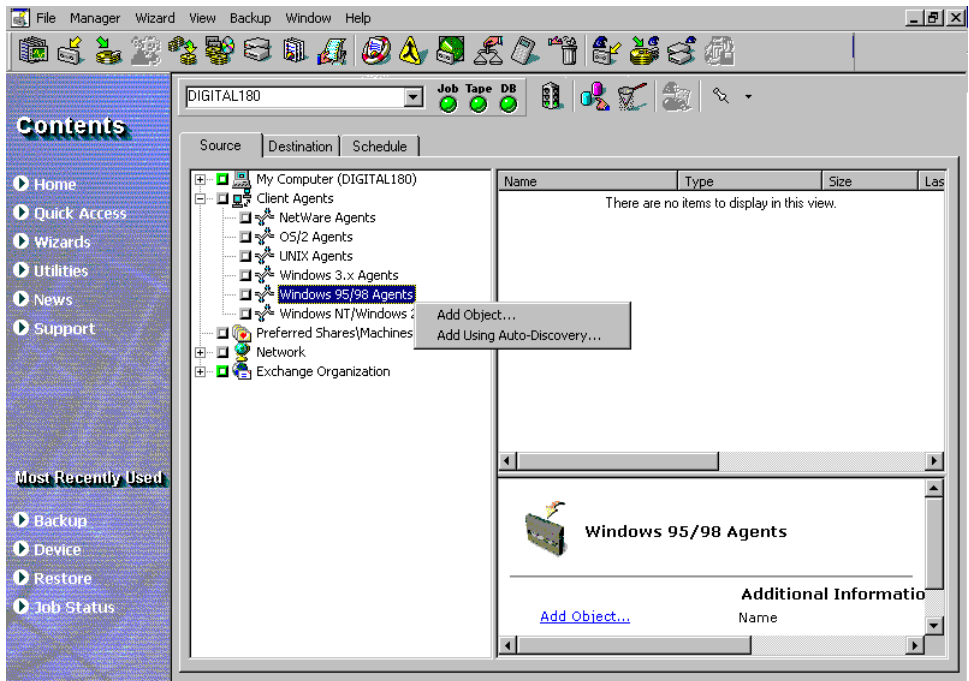 File Manager Wizard View Backup Window Help
DIGITAL180
Job Tape DB
Contents
Home
Quick Access
Wizards
Utilities
News
Support
Most Recently Used
Backup
Device
Restore
Job Status
Source Destination Schedule
My Computer (DIGITAL180)
Client Agents
NetWare Agents
OS/2 Agents
UNIX Agents
Windows 3.x Agents
Windows 95/98 Agents
Windows NT/Windows 2
Preferred Shares\Machines
Network
Exchange Organization
Add Object...
Add Using Auto-Discovery...
Name Type Size Las
There are no items to display in this view.
Windows 95/98 Agents
Additional Informatio
Add Object... Name